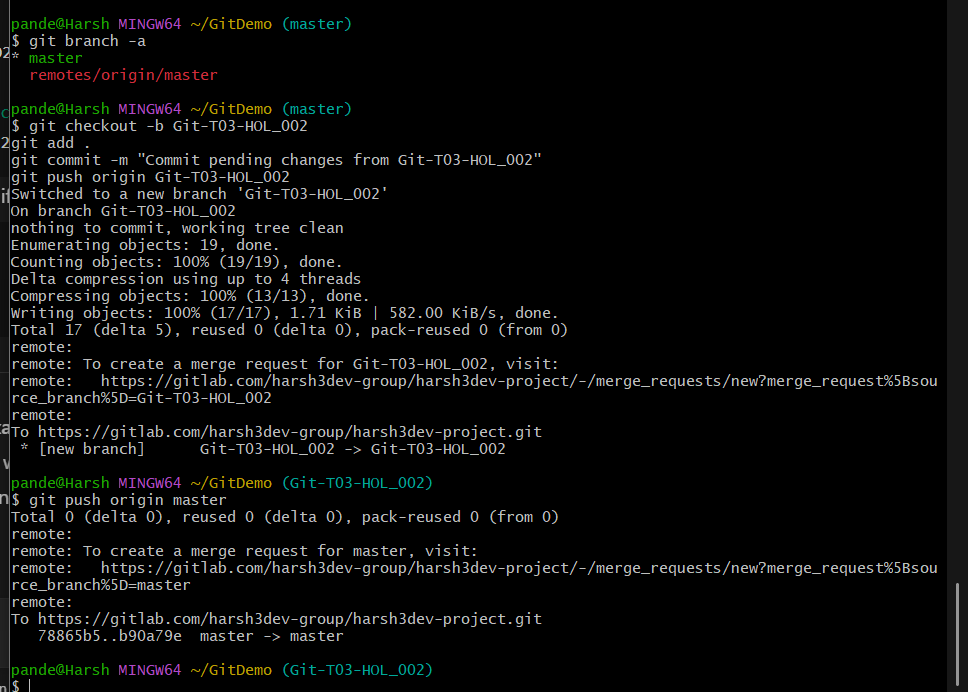 pande@Harsh MINGW64 ~/GitDemo (master)
$ git branch -a
* master
  remotes/origin/master

pande@Harsh MINGW64 ~/GitDemo (master)
$ git checkout -b Git-T03-HOL_002
git add .
git commit -m "Commit pending changes from Git-T03-HOL_002"
git push origin Git-T03-HOL_002
Switched to a new branch 'Git-T03-HOL_002'
On branch Git-T03-HOL_002
nothing to commit, working tree clean
Enumerating objects: 19, done.
Counting objects: 100% (19/19), done.
Delta compression using up to 4 threads
Compressing objects: 100% (13/13), done.
Writing objects: 100% (17/17), 1.71 KiB | 582.00 KiB/s, done.
Total 17 (delta 5), reused 0 (delta 0), pack-reused 0 (from 0)
remote:
remote: To create a merge request for Git-T03-HOL_002, visit:
remote:   https://gitlab.com/harsh3dev-group/harsh3dev-project/-/merge_requests/new?merge_request%5Bsou
rce_branch%5D=Git-T03-HOL_002
remote:
To https://gitlab.com/harsh3dev-group/harsh3dev-project.git
 * [new branch]      Git-T03-HOL_002 -> Git-T03-HOL_002

pande@Harsh MINGW64 ~/GitDemo (Git-T03-HOL_002)
$ git push origin master
Total 0 (delta 0), reused 0 (delta 0), pack-reused 0 (from 0)
remote:
remote: To create a merge request for master, visit:
remote:   https://gitlab.com/harsh3dev-group/harsh3dev-project/-/merge_requests/new?merge_request%5Bsou
rce_branch%5D=master
remote:
To https://gitlab.com/harsh3dev-group/harsh3dev-project.git
   78865b5..b90a79e  master -> master

pande@Harsh MINGW64 ~/GitDemo (Git-T03-HOL_002)
$